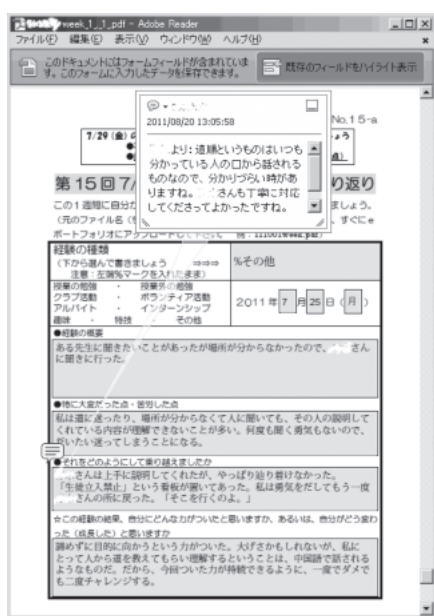 week_1_j_1_.pdf - Adobe Reader
ファイル(F) 編集(E) 表示(V) ウィンドウ(W) ヘルプ(H)
このドキュメントにはフォームフィールドが含まれていま
す。このフォームに入力したデータを保存できます。
既存のフィールドをハイライト表示
2011/08/20 13:05:58
より: 道順というものはいつも
分かっている人の口から話される
ものなので、分かりづらい時があ
りますね。 さんも丁寧に対応
してくださってよかったですね。
No.15-a
7/29 (金) の
第15回 7/ り返り
この1週間に自分た ましょう。
(元のファイル名 ( 、すぐに e
ポートフォリオにアップロードして下さい
経験の種類
(下から選んで書きましょう ⇒⇒⇒
注意:左端%マークを入れたまま)
%その他
授業の勉強 ・ 授業外の勉強
クラブ活動 ・ ボランティア活動
アルバイト ・ インターンシップ
趣味 ・ 特技 ・ その他
2011年 7 月 25 日 ( 月 )
●経験の概要
ある先生に聞きたいことがあったが場所が分からなかったので、 さん
に聞きに行った。
●特に大変だった点・苦労した点
私は道に迷ったり、場所が分からなくて人に聞いても、その人の説明して
くれている内容が理解できないことが多い。何度も聞く勇気もないので、
だいたい迷ってしまうことになる。
●それをどのようにして乗り越えましたか
さんは上手に説明してくれたが、やっぱり辿り着けなかった。
「生徒立入禁止」という看板が置いてあった。私は勇気をだしてもう一度
さんの所に戻った。「そこを行くのよ。」
☆この経験の結果、自分にどんな力がついたと思いますか、あるいは、自分がどう変わ
った(成長した)と思いますか
諦めずに目的に向かうという力がついた。大げさかもしれないが、私に
とって人から道を教えてもらい理解するということは、中国語で話される
ようなものだ。だから、今回ついた力が持続できるように、一度でダメで
も二度チャレンジする。